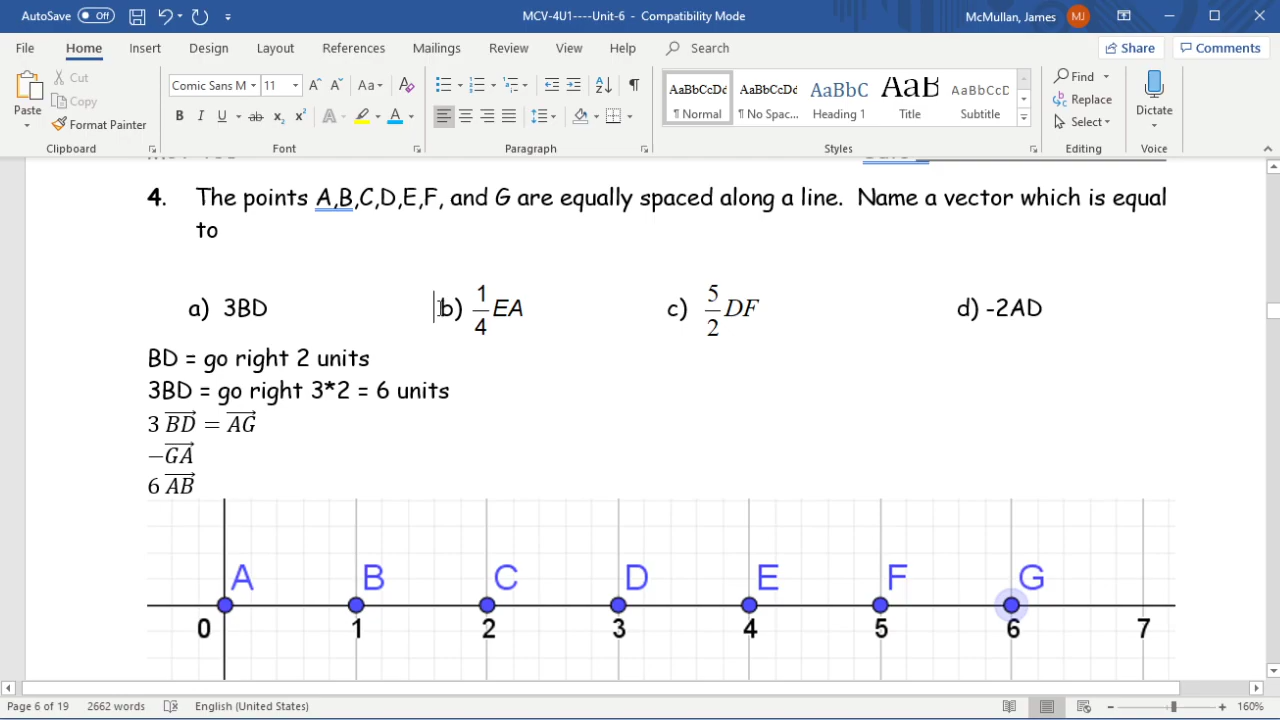 AutoSave Off MCV-4U1----Unit-6 - Compatibility Mode McMullan, James MJ
File Home Insert Design Layout References Mailings Review View Help Search Share Comments
Paste Cut Copy Format Painter
Comic Sans M 11 Aa
B I U ab x₂ x² A A
AaBbCcDd AaBbCcDd AaBbC AaB AaBbCcD
¶ Normal ¶ No Spac... Heading 1 Title Subtitle
Find Replace Select Dictate
Clipboard Font Paragraph Styles Editing Voice
4. The points A,B,C,D,E,F, and G are equally spaced along a line. Name a vector which is equal
to
a) 3BD b) 1/4 EA c) 5/2 DF d) -2AD
BD = go right 2 units
3BD = go right 3*2 = 6 units
3 BD = AG
−GA
6 AB
A B C D E F G
0 1 2 3 4 5 6 7
Page 6 of 19 2662 words English (United States) 160%